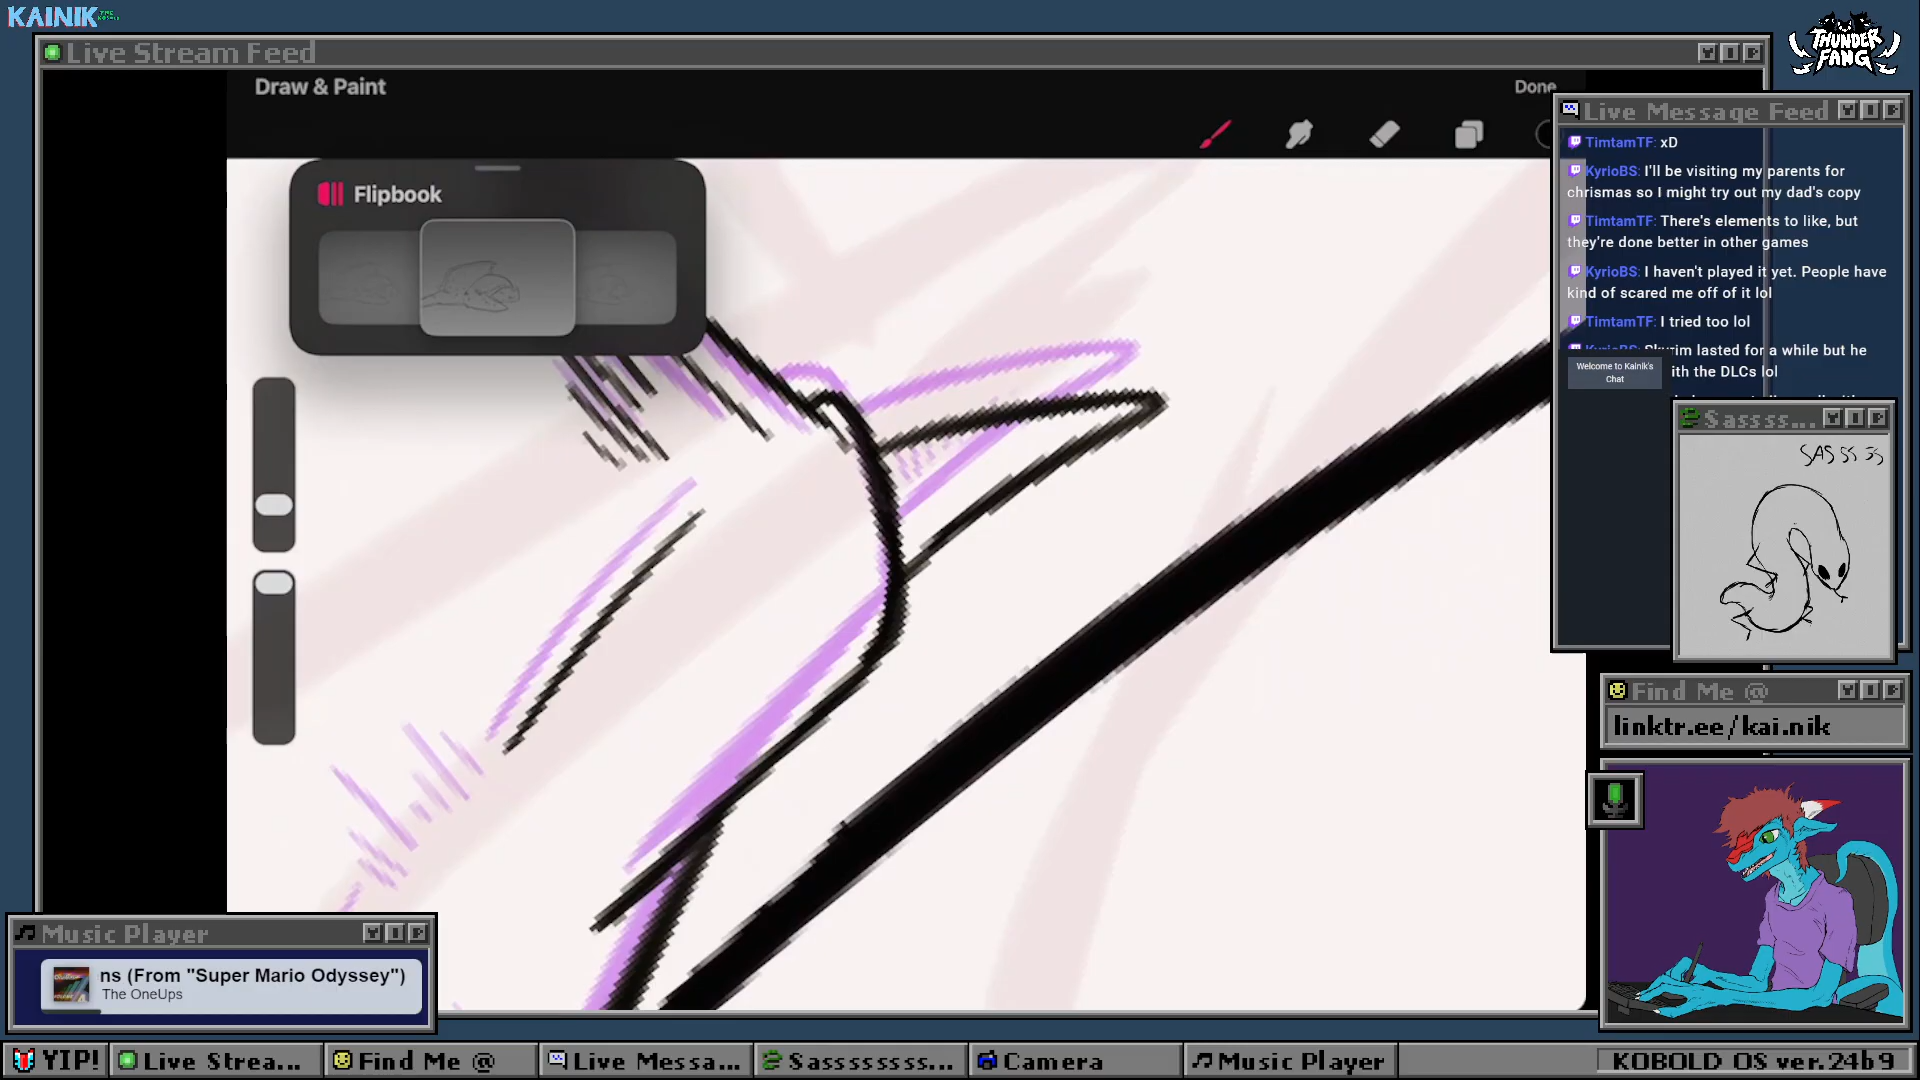 KAINIK
THE KOBOLD
THUNDER
FANG
Live Stream Feed
Draw & Paint
Done
Flipbook
Live Message Feed
TimtamTF: xD
KyrioBS: I'll be visiting my parents for
chrismas so I might try out my dad's copy
TimtamTF: There's elements to like, but
they're done better in other games
KyrioBS: I haven't played it yet. People have
kind of scared me off of it lol
TimtamTF: I tried too lol
KyrioBS: Skyrim lasted for a while but he
ith the DLCs lol
Welcome to Kainik's
Chat
Sassss...
SASSSSS
Find Me @
linktr.ee/kai.nik
Music Player
ns (From "Super Mario Odyssey")
The OneUps
YIP!
Live Strea...
Find Me @
Live Messa...
Sassssssss...
Camera
Music Player
KOBOLD OS ver.24b9